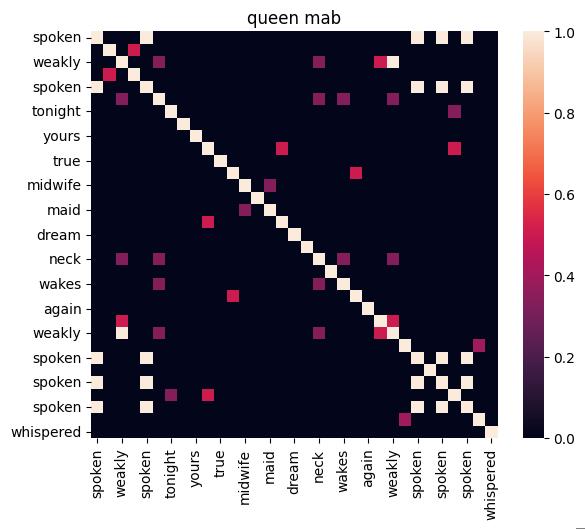 queen mab
spoken
weakly
spoken
tonight
yours
true
midwife
maid
dream
neck
wakes
again
weakly
spoken
spoken
spoken
whispered
1.0
0.8
0.6
0.4
0.2
0.0
spoken
weakly
spoken
tonight
yours
true
midwife
maid
dream
neck
wakes
again
weakly
spoken
spoken
spoken
whispered